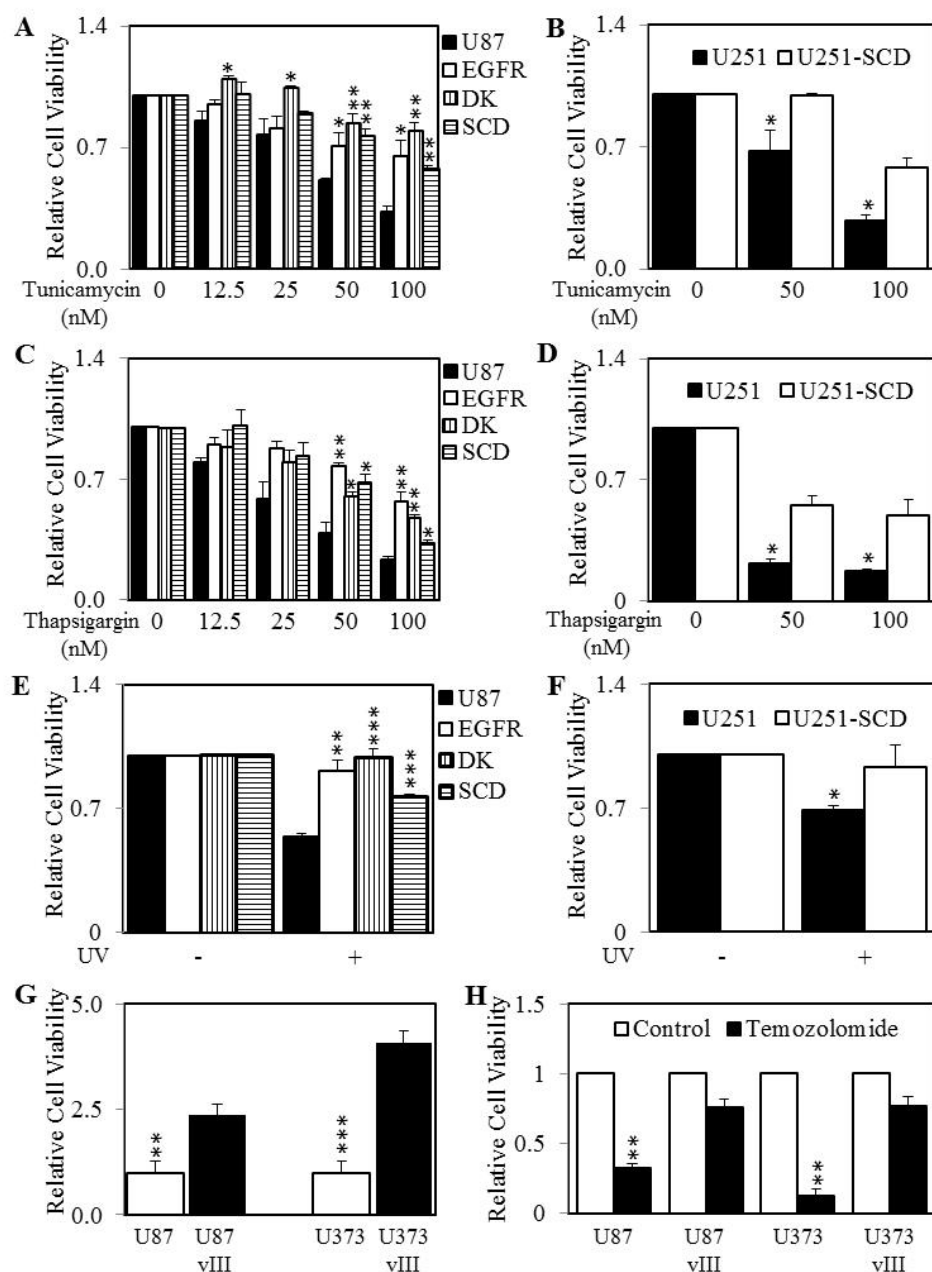 A
Relative Cell Viability
1.4
0.7
0.0
U87
EGFR
DK
SCD
*
*
* **
** * ** **
Tunicamycin 0 12.5 25 50 100
(nM)
B
Relative Cell Viability
1.4
0.7
0.0
U251 U251-SCD
*
*
Tunicamycin 0 50 100
(nM)
C
Relative Cell Viability
1.4
0.7
0.0
U87
EGFR
DK
SCD
** * *
** ** *
Thapsigargin 0 12.5 25 50 100
(nM)
D
Relative Cell Viability
1.4
0.7
0.0
U251 U251-SCD
* *
Thapsigargin 0 50 100
(nM)
E
Relative Cell Viability
1.4
0.7
0
U87
EGFR
DK
SCD
** *** ***
UV - +
F
Relative Cell Viability
1.4
0.7
0
U251 U251-SCD
*
UV - +
G
Relative Cell Viability
5.0
2.5
0.0
** ***
U87 U87 U373 U373
vIII vIII
H
Relative Cell Viability
1.5
1
0.5
0
Control Temozolomide
** **
U87 U87 U373 U373
vIII vIII